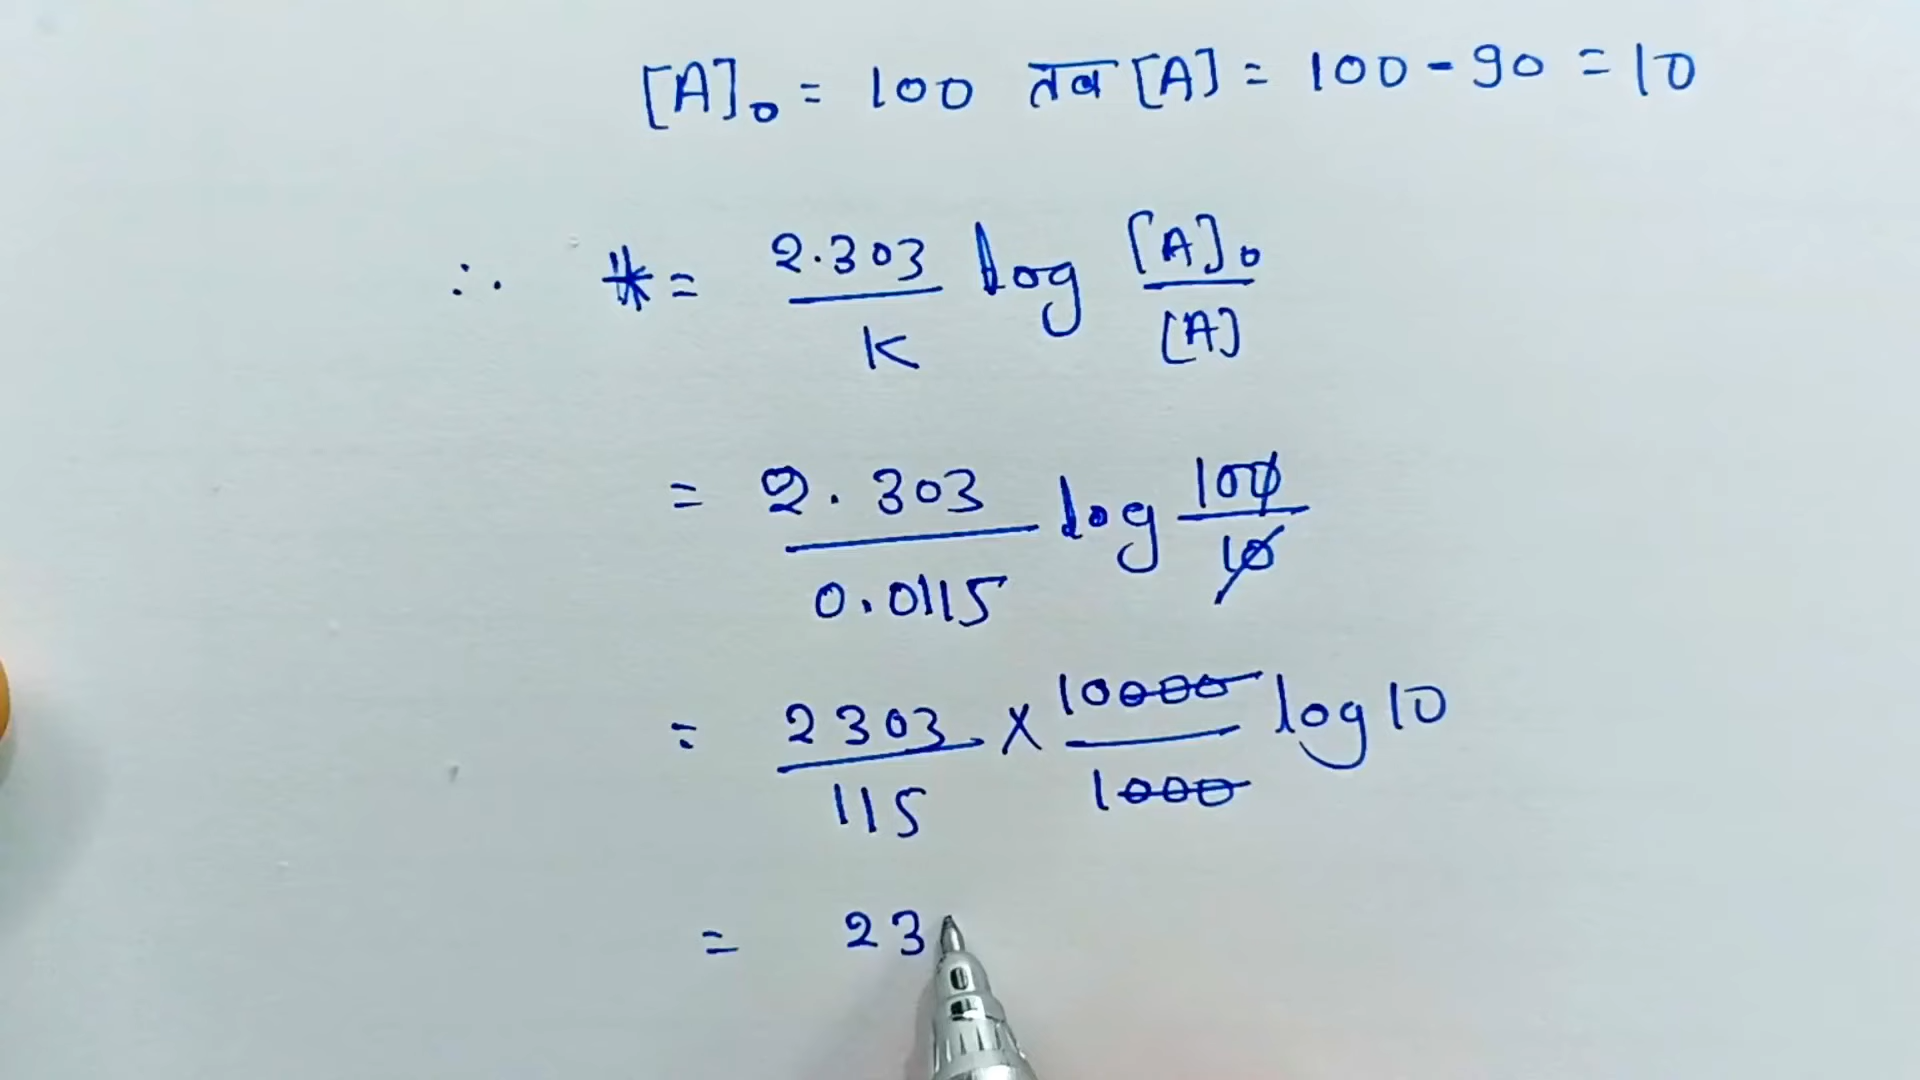 [A]₀ = 100 तब [A] = 100 - 90 = 10
∴ = 2.303/K log [A]₀/[A]
= 2.303/0.0115 log 100/10
= 2303/115 × 10000/1000 log 10
= 23